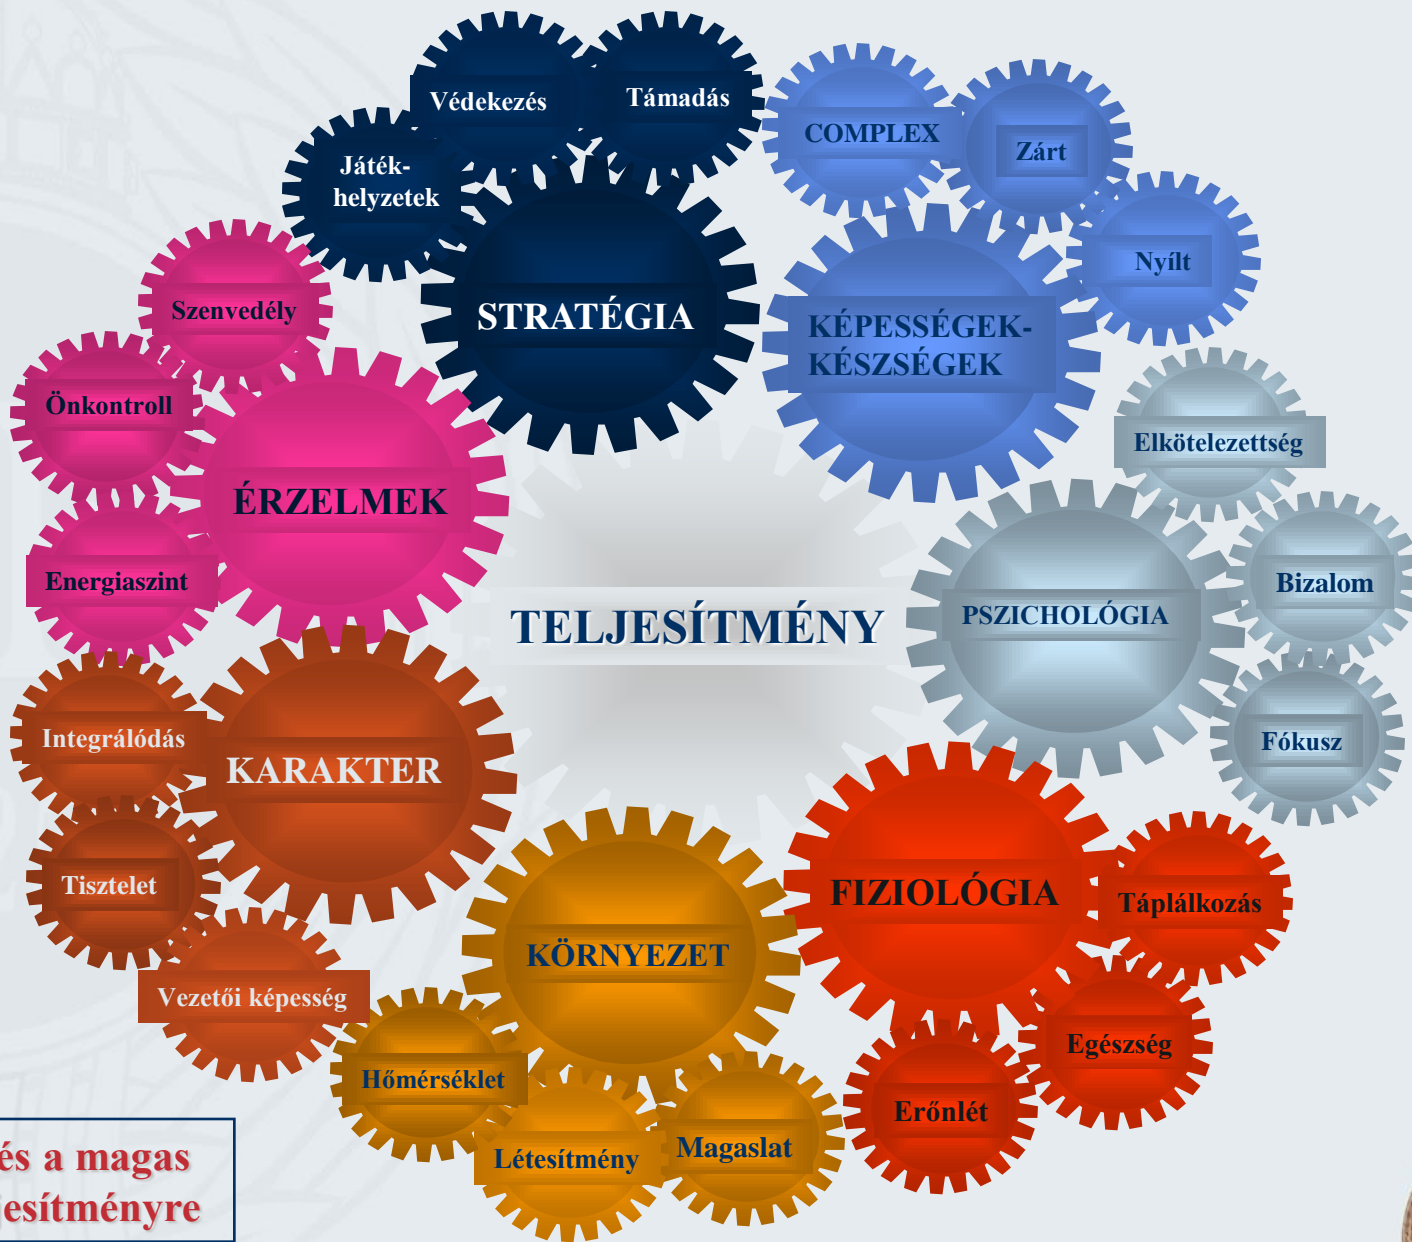 Védekezés
Támadás
COMPLEX
Zárt
Játék-
helyzetek
Nyílt
Szenvedély
STRATÉGIA
KÉPESSÉGEK-
KÉSZSÉGEK
Önkontroll
Elkötelezettség
ÉRZELMEK
Energiaszint
Bizalom
TELJESÍTMÉNY
PSZICHOLÓGIA
Integrálódás
Fókusz
KARAKTER
Tisztelet
FIZIOLÓGIA
Táplálkozás
KÖRNYEZET
Vezetői képesség
Egészség
Hőmérséklet
Erőnlét
Létesítmény
Magaslat
és a magas
jesítményre